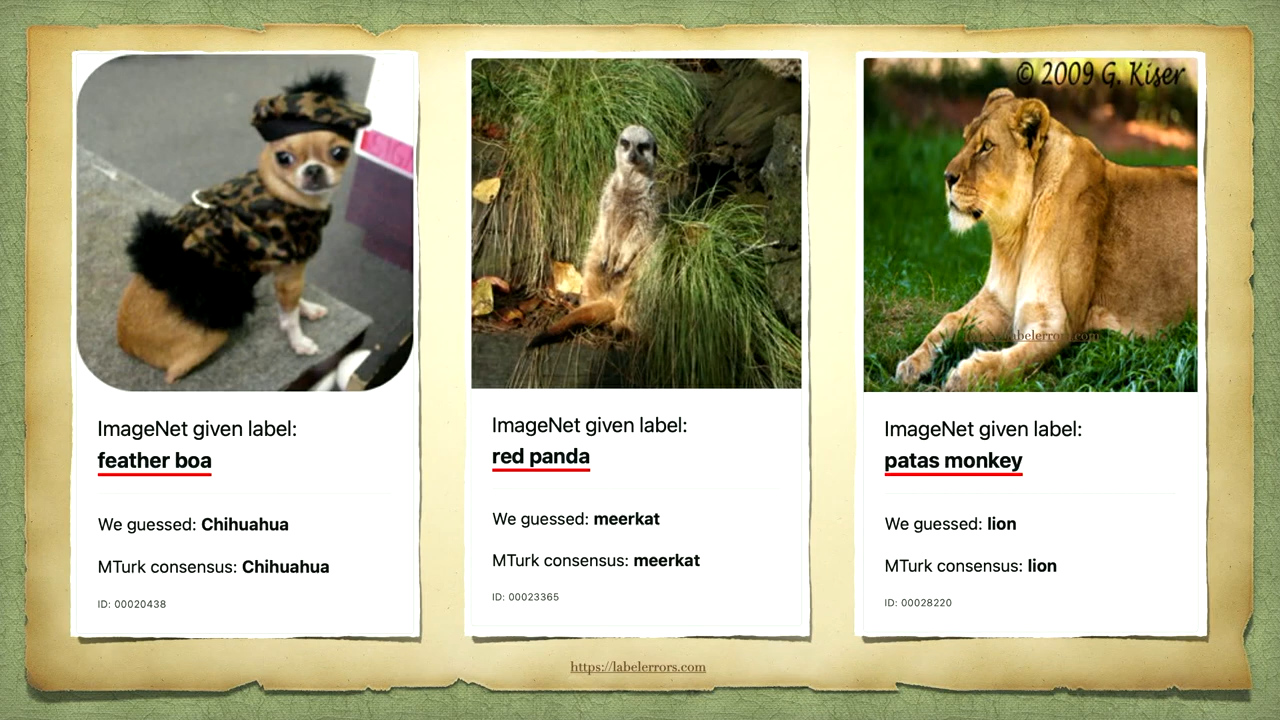 ImageNet given label:
feather boa
We guessed: Chihuahua
MTurk consensus: Chihuahua
ID: 00020438
ImageNet given label:
red panda
We guessed: meerkat
MTurk consensus: meerkat
ID: 00023365
© 2009 G. Kiser
ImageNet given label:
patas monkey
We guessed: lion
MTurk consensus: lion
ID: 00028220
https://labelerrors.com